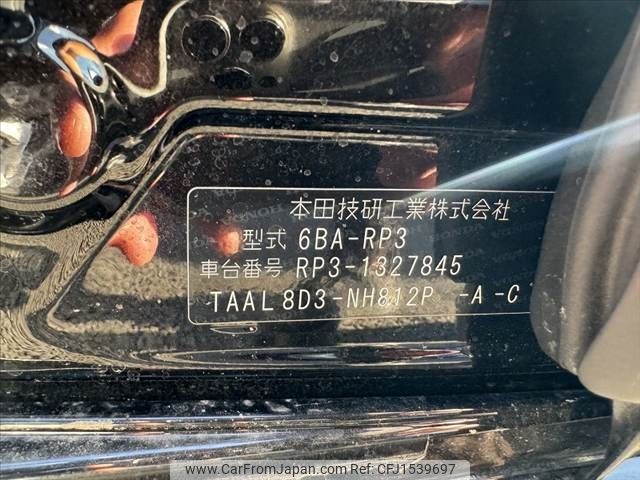 本田技研工業株式会社
型式 6BA-RP3
車台番号 RP3-1327845
TAAL 8D3-NH812P -A -C
www.CarFromJapan.com - CFJ1539697